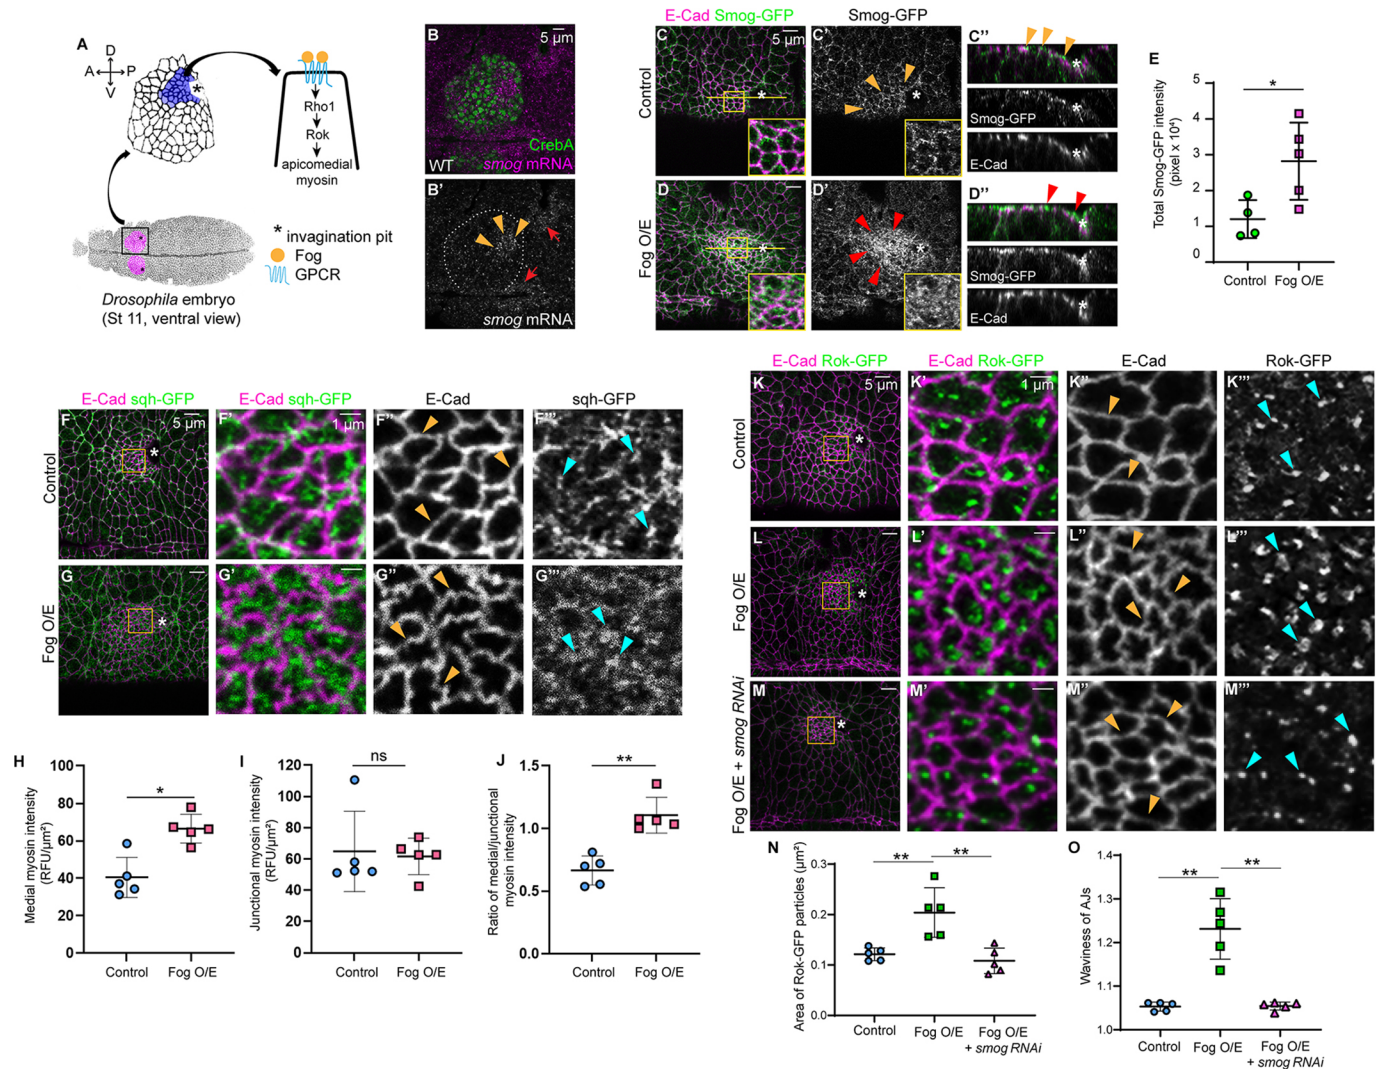 A
D
A
P
V
*
Rho1
Rok
apicomedial
myosin
* invagination pit
Fog
GPCR
Drosophila embryo
(St 11, ventral view)
B
5 µm
CrebA
WT smog mRNA
B'
smog mRNA
E-Cad Smog-GFP
Smog-GFP
Control
C
5 µm
*
C'
*
C''
*
Smog-GFP
*
E-Cad
*
Fog O/E
D
*
D'
*
D''
*
Smog-GFP
*
E-Cad
*
E
Total Smog-GFP intensity
(pixel x 10⁴)
5
4
3
2
1
0
*
Control
Fog O/E
E-Cad sqh-GFP
E-Cad sqh-GFP
E-Cad
sqh-GFP
Control
F
5 µm
*
F'
1 µm
F''
F'''
Fog O/E
G
*
G'
G''
G'''
E-Cad Rok-GFP
E-Cad Rok-GFP
E-Cad
Rok-GFP
Control
K
5 µm
*
K'
1 µm
K''
K'''
Fog O/E
L
*
L'
L''
L'''
Fog O/E + smog RNAi
M
*
M'
M''
M'''
H
Medial myosin intensity
(RFU/µm²)
100
80
60
40
20
0
*
Control
Fog O/E
I
Junctional myosin intensity
(RFU/µm²)
120
100
80
60
40
20
0
ns
Control
Fog O/E
J
Ratio of medial/junctional
myosin intensity
1.5
1.0
0.5
0.0
**
Control
Fog O/E
N
Area of Rok-GFP particles (µm²)
0.3
0.2
0.1
0.0
**
**
Control
Fog O/E
Fog O/E
+ smog RNAi
O
Waviness of AJs
1.4
1.3
1.2
1.1
1.0
**
**
Control
Fog O/E
Fog O/E
+ smog RNAi